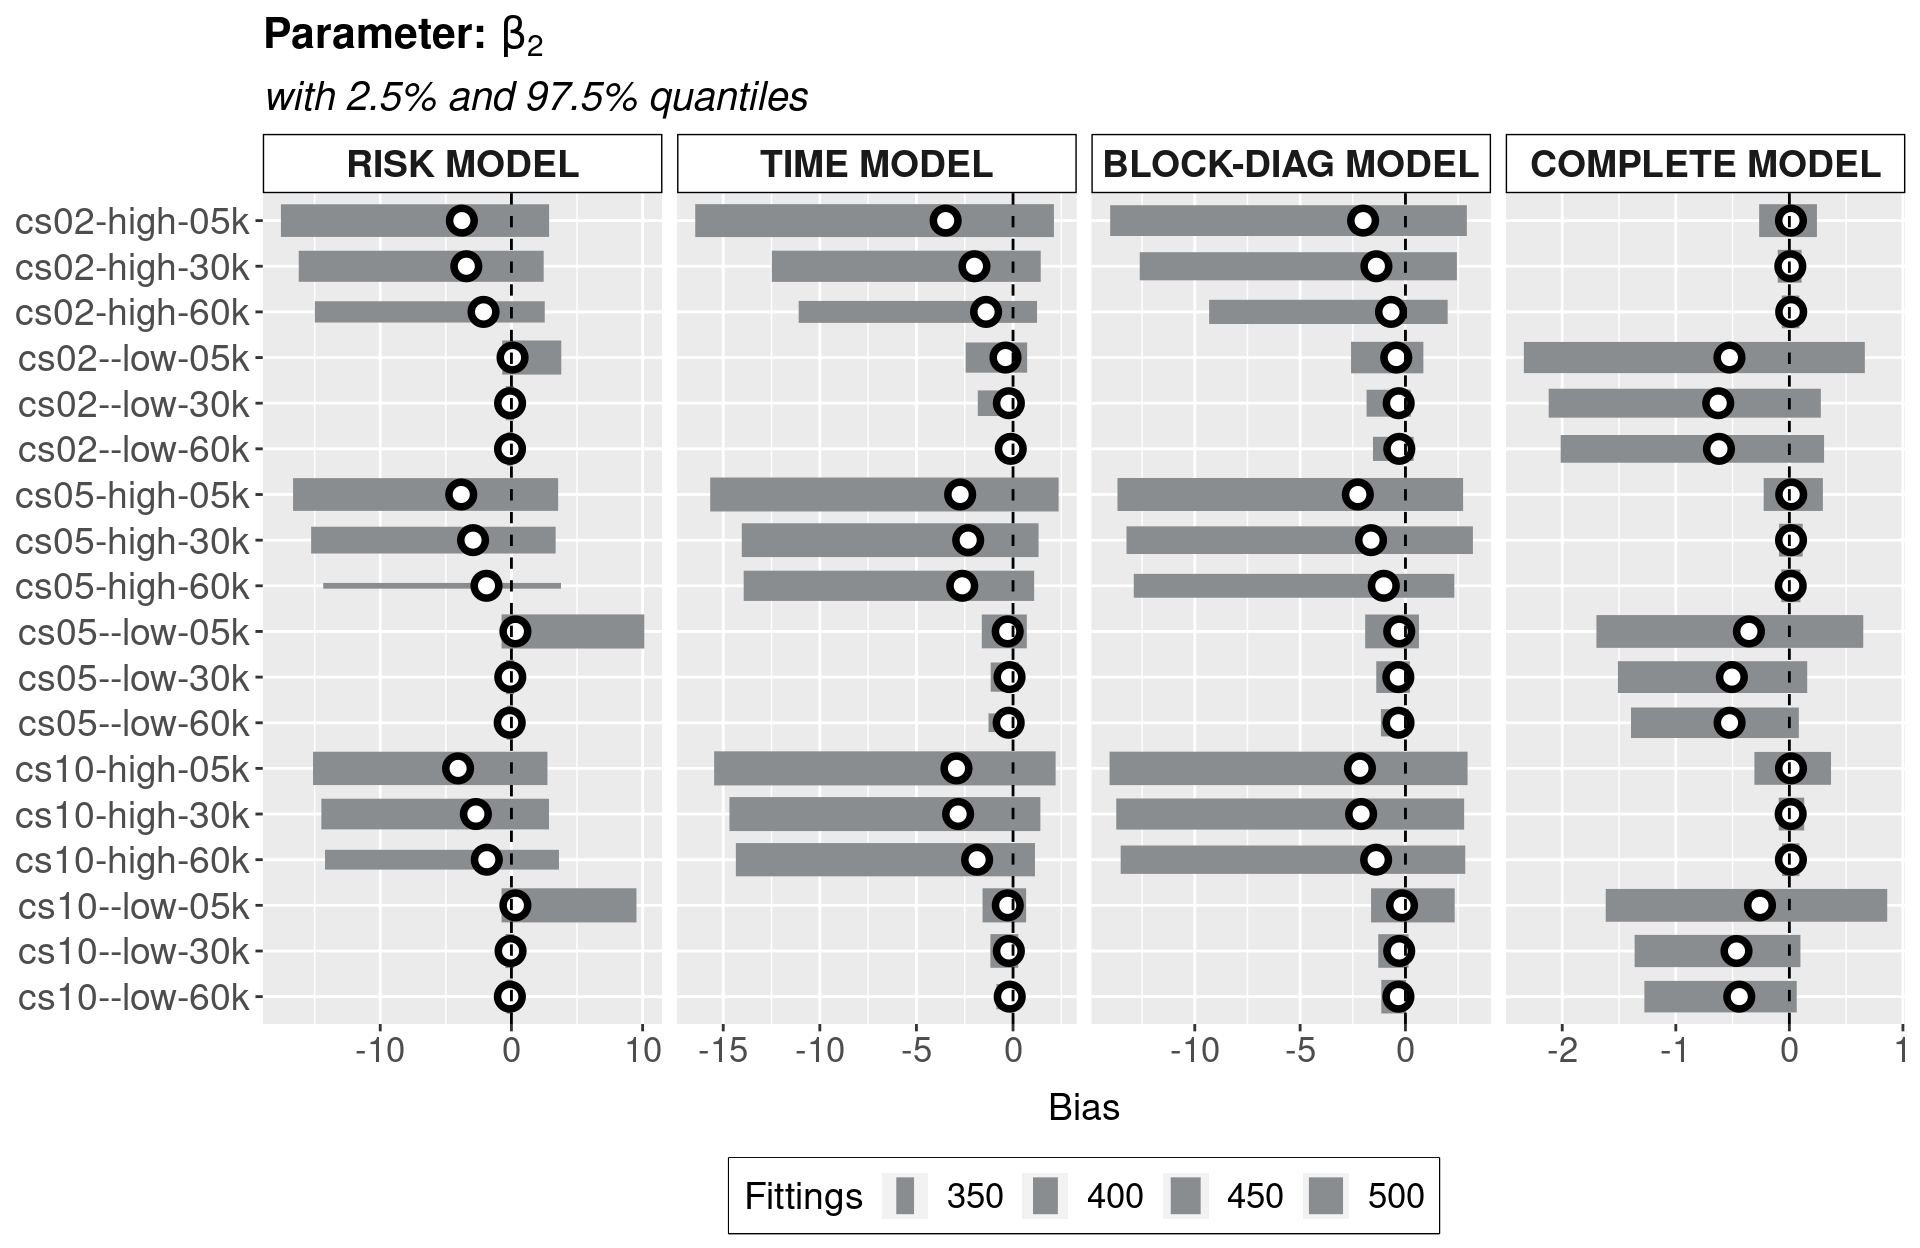 Parameter: β₂
with 2.5% and 97.5% quantiles
RISK MODEL TIME MODEL BLOCK-DIAG MODEL COMPLETE MODEL
cs02-high-05k
cs02-high-30k
cs02-high-60k
cs02--low-05k
cs02--low-30k
cs02--low-60k
cs05-high-05k
cs05-high-30k
cs05-high-60k
cs05--low-05k
cs05--low-30k
cs05--low-60k
cs10-high-05k
cs10-high-30k
cs10-high-60k
cs10--low-05k
cs10--low-30k
cs10--low-60k
-10 0 10 -15 -10 -5 0 -10 -5 0 -2 -1 0 1
Bias
Fittings 350 400 450 500